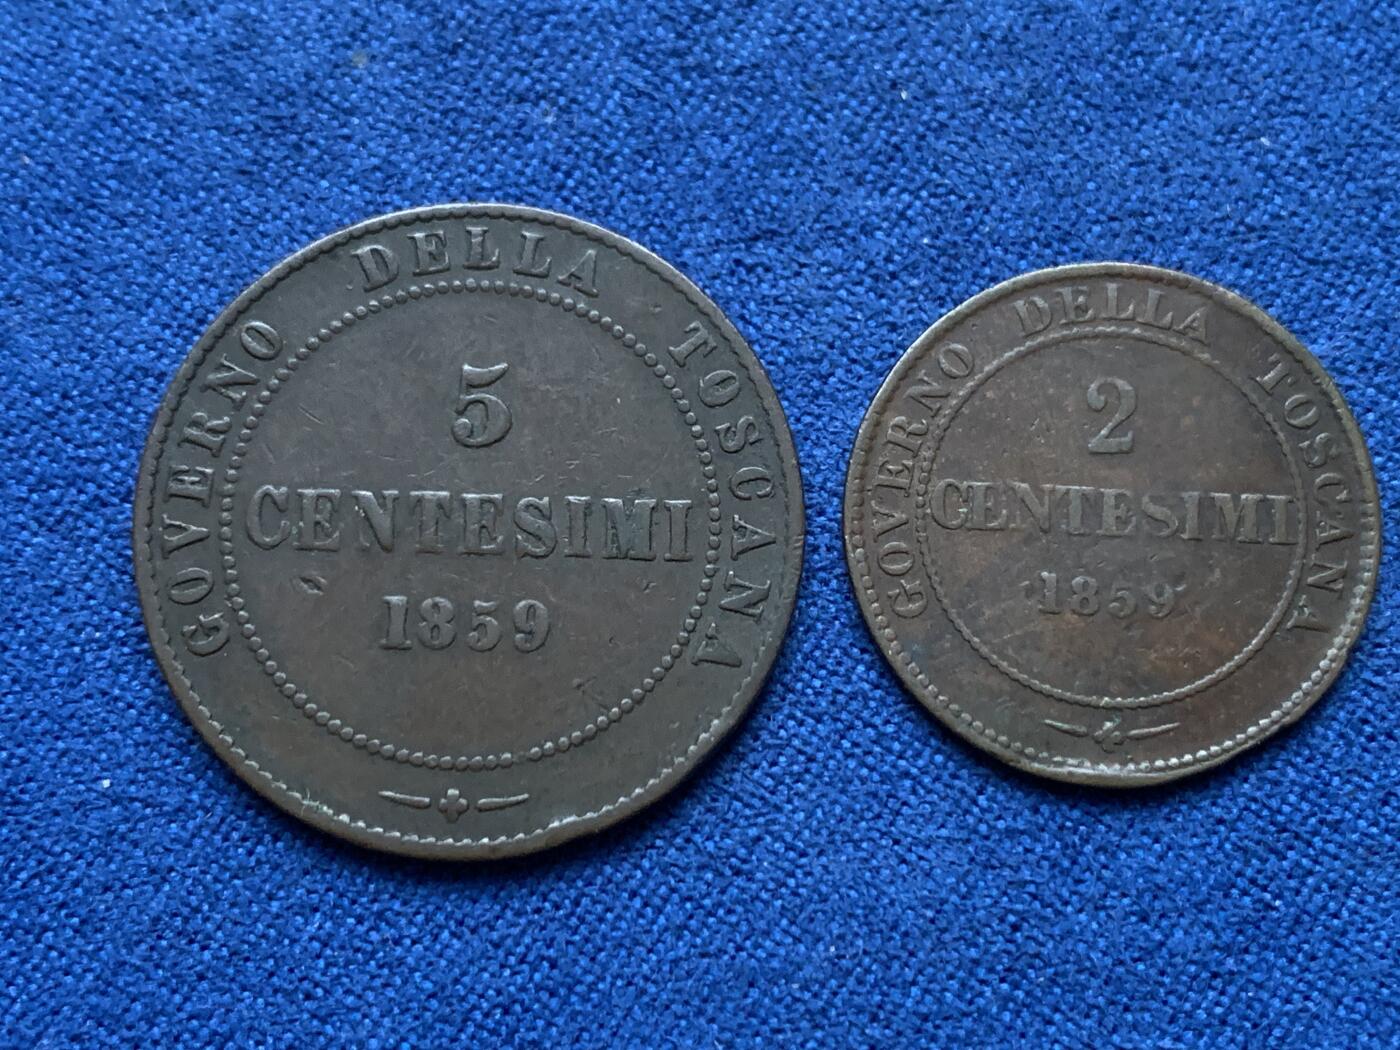 GOVERNO DELLA TOSCANA
5
CENTESIMI
1859
GOVERNO DELLA TOSCANA
2
CENTESIMI
1859